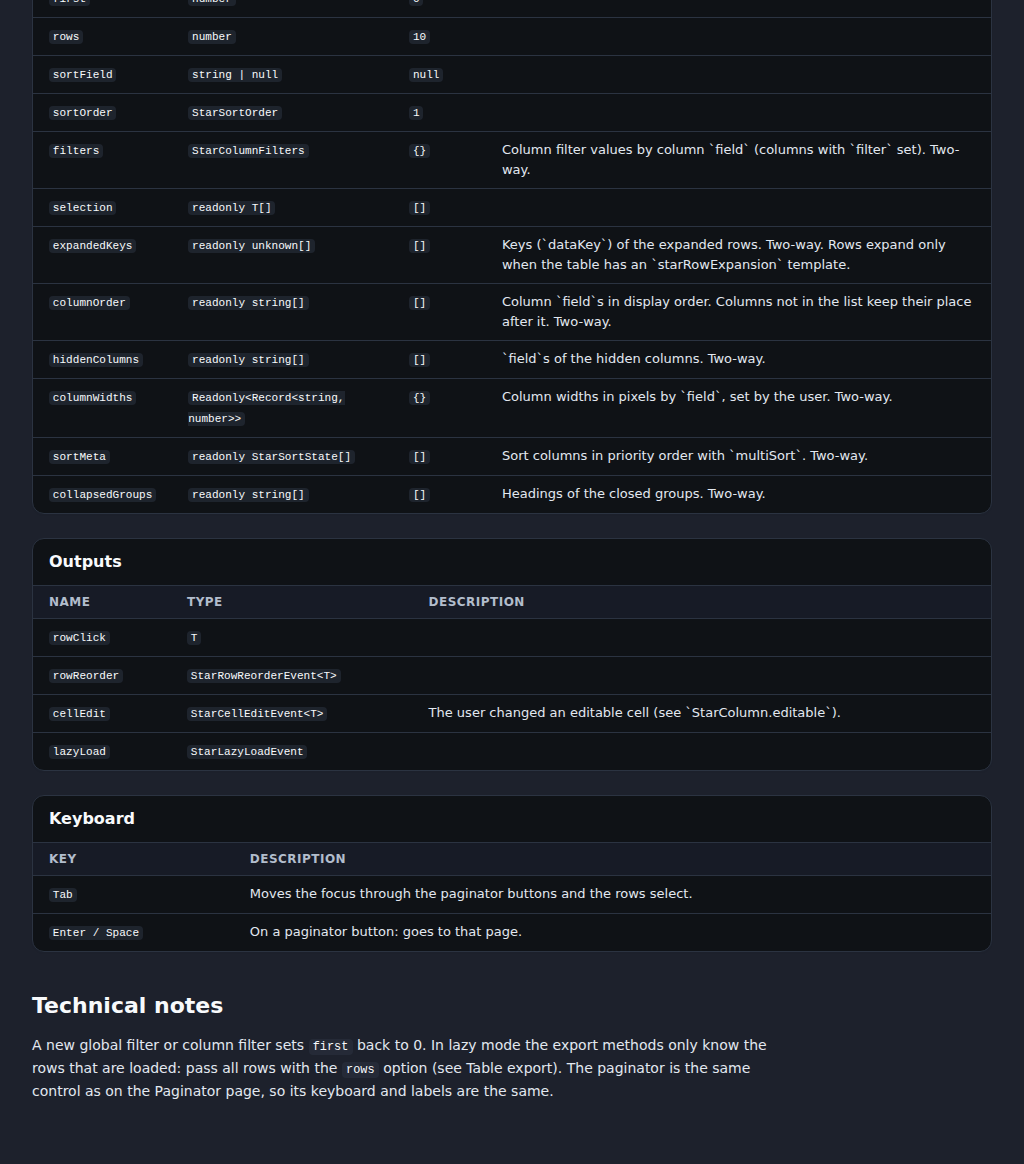 rows number 10
sortField string | null null
sortOrder StarSortOrder 1
filters StarColumnFilters {} Column filter values by column `field` (columns with `filter` set). Two-
way.
selection readonly T[] []
expandedKeys readonly unknown[] [] Keys (`dataKey`) of the expanded rows. Two-way. Rows expand only
when the table has an `starRowExpansion` template.
columnOrder readonly string[] [] Column `field`s in display order. Columns not in the list keep their place
after it. Two-way.
hiddenColumns readonly string[] [] `field`s of the hidden columns. Two-way.
columnWidths Readonly<Record<string, {} Column widths in pixels by `field`, set by the user. Two-way.
number>>
sortMeta readonly StarSortState[] [] Sort columns in priority order with `multiSort`. Two-way.
collapsedGroups readonly string[] [] Headings of the closed groups. Two-way.
Outputs
NAME TYPE DESCRIPTION
rowClick T
rowReorder StarRowReorderEvent<T>
cellEdit StarCellEditEvent<T> The user changed an editable cell (see `StarColumn.editable`).
lazyLoad StarLazyLoadEvent
Keyboard
KEY DESCRIPTION
Tab Moves the focus through the paginator buttons and the rows select.
Enter / Space On a paginator button: goes to that page.
Technical notes
A new global filter or column filter sets first back to 0. In lazy mode the export methods only know the
rows that are loaded: pass all rows with the rows option (see Table export). The paginator is the same
control as on the Paginator page, so its keyboard and labels are the same.